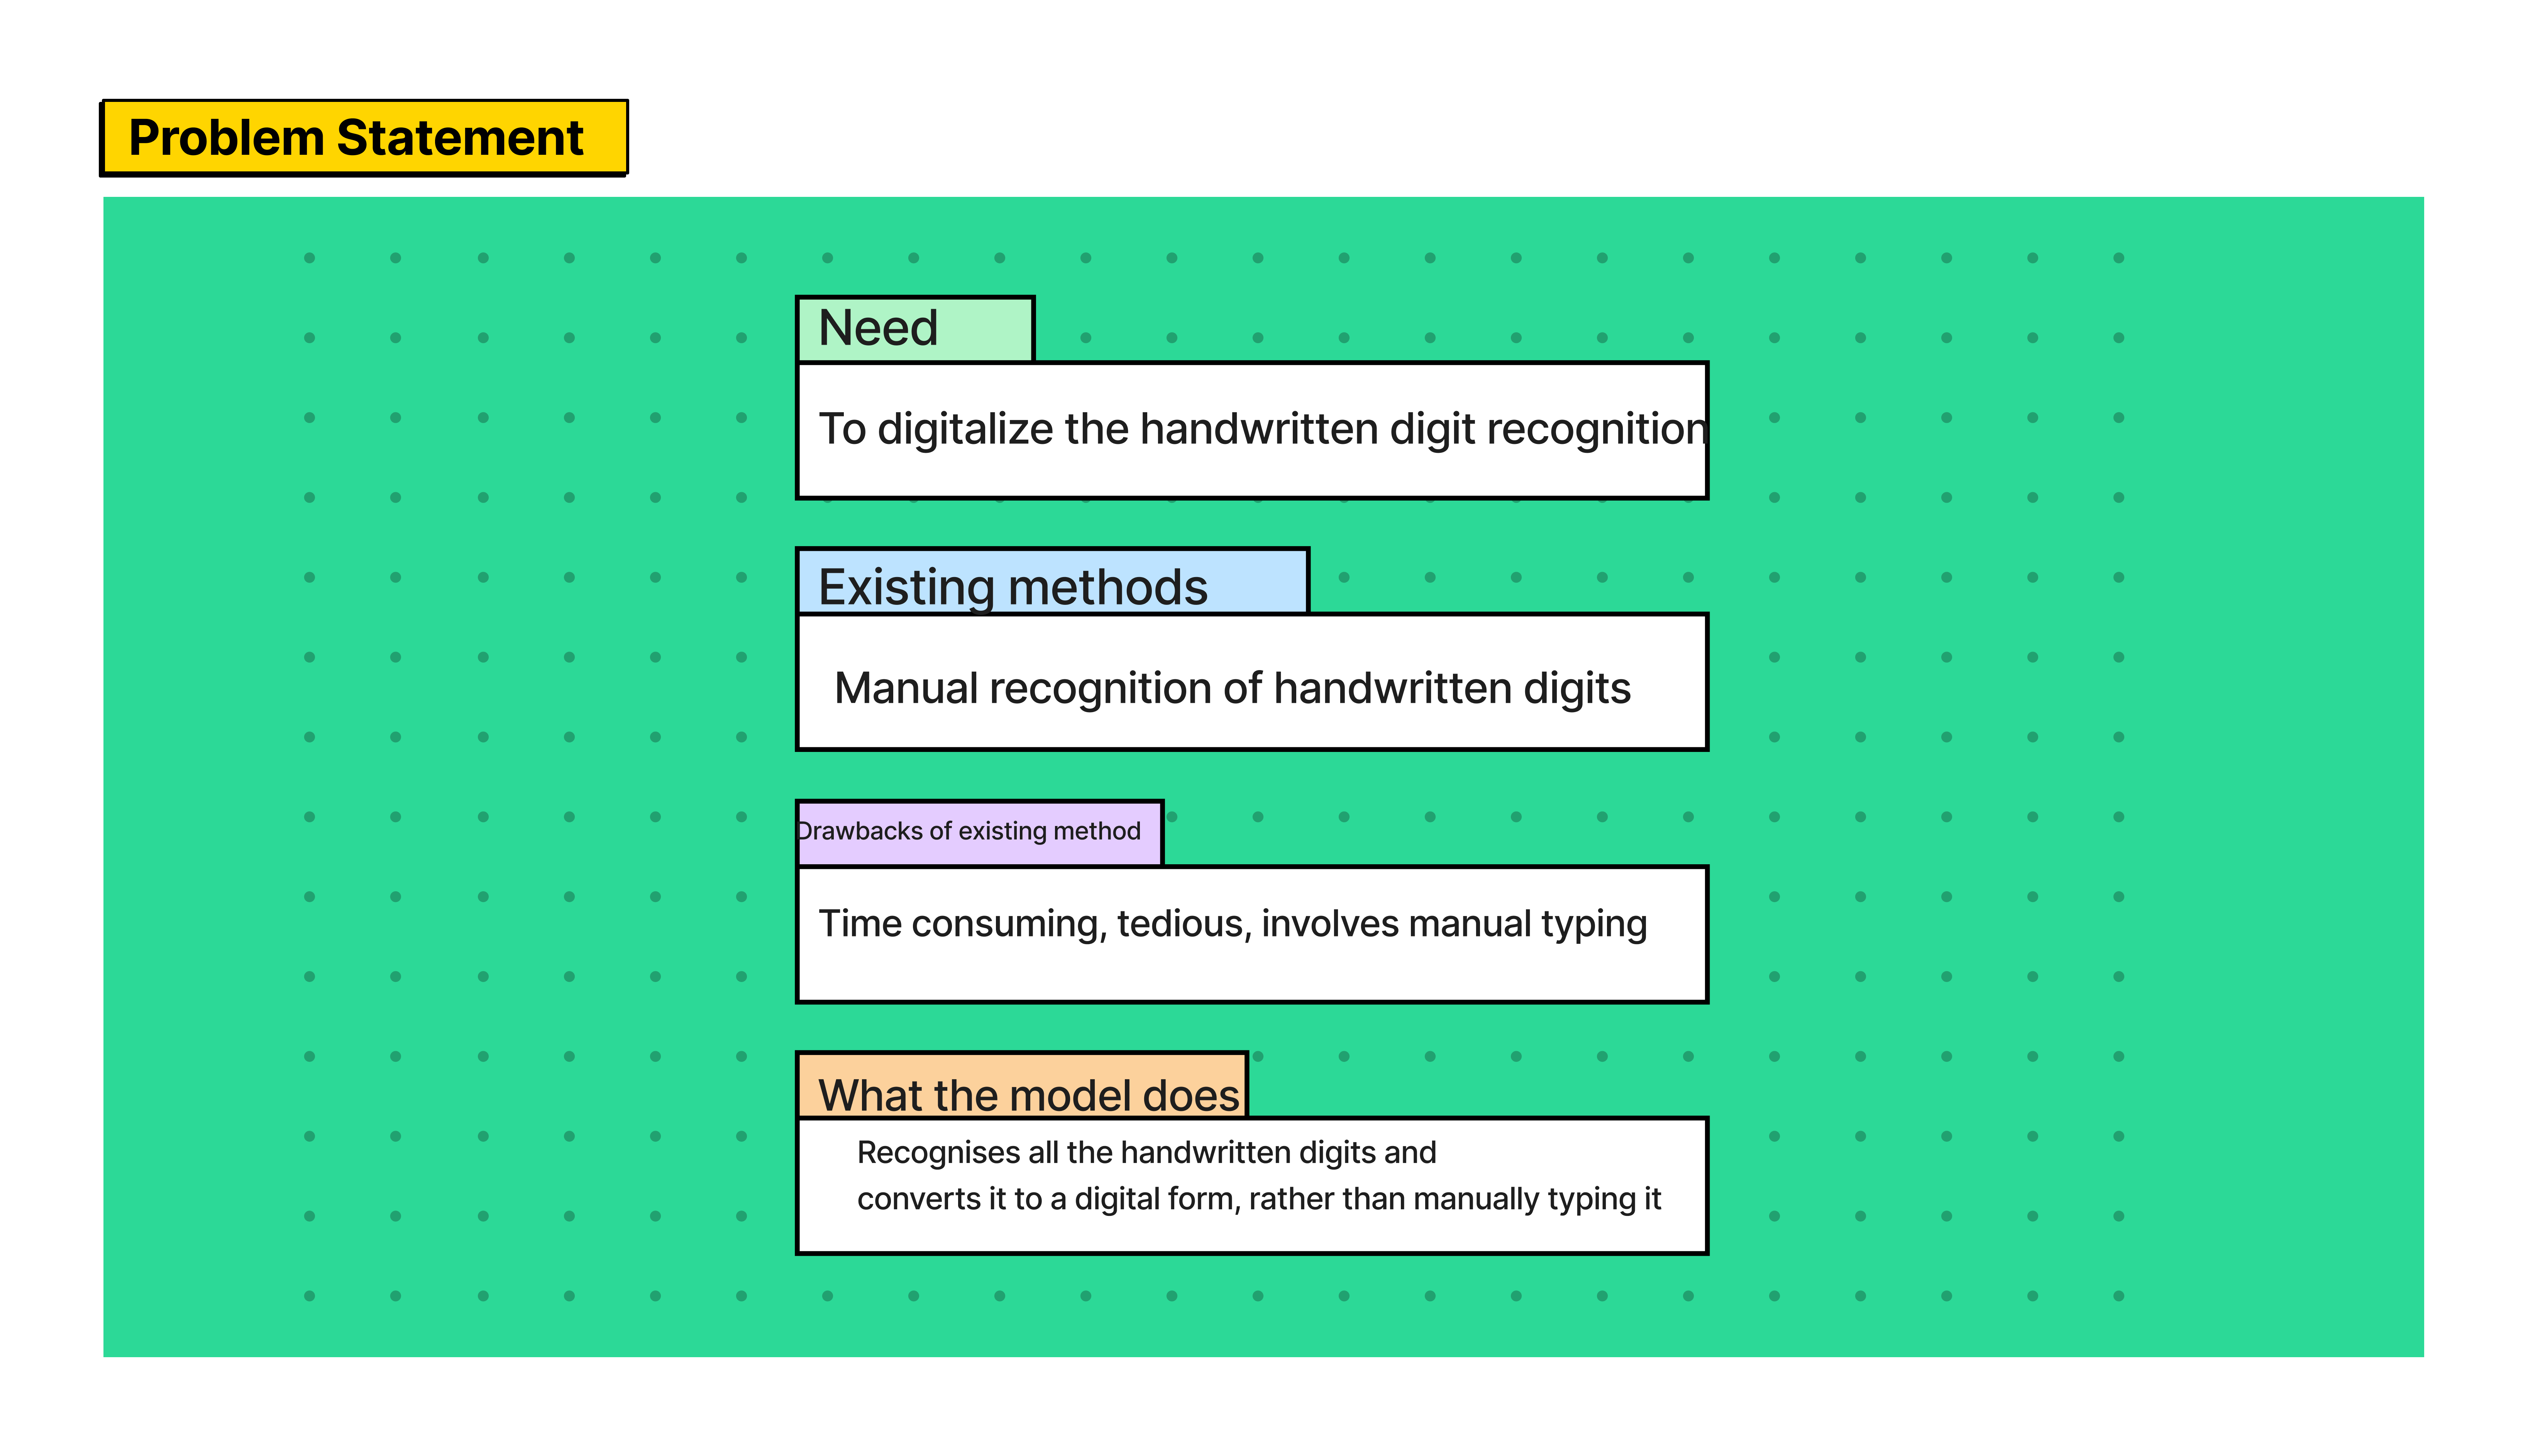 Problem Statement
Need
To digitalize the handwritten digit recognition
Existing methods
Manual recognition of handwritten digits
Drawbacks of existing method
Time consuming, tedious, involves manual typing
What the model does
Recognises all the handwritten digits and
converts it to a digital form, rather than manually typing it